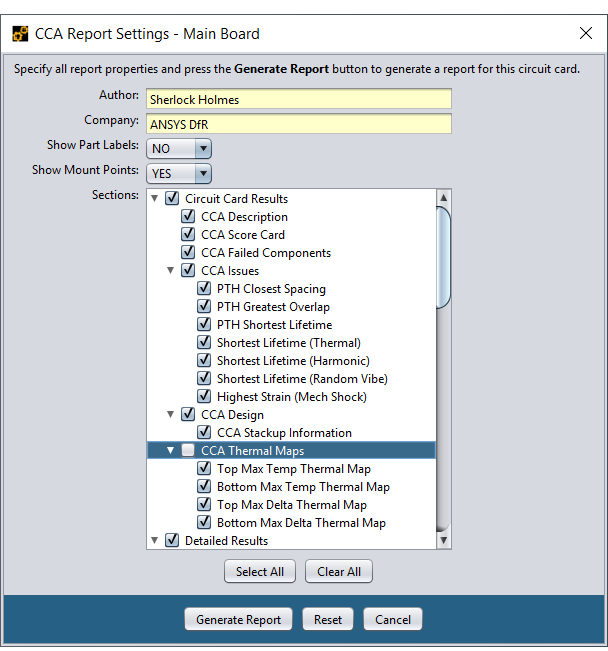 CCA Report Settings - Main Board
Specify all report properties and press the Generate Report button to generate a report for this circuit card.
Author: Sherlock Holmes
Company: ANSYS DfR
Show Part Labels: NO
Show Mount Points: YES
Sections: Circuit Card Results
CCA Description
CCA Score Card
CCA Failed Components
CCA Issues
PTH Closest Spacing
PTH Greatest Overlap
PTH Shortest Lifetime
Shortest Lifetime (Thermal)
Shortest Lifetime (Harmonic)
Shortest Lifetime (Random Vibe)
Highest Strain (Mech Shock)
CCA Design
CCA Stackup Information
CCA Thermal Maps
Top Max Temp Thermal Map
Bottom Max Temp Thermal Map
Top Max Delta Thermal Map
Bottom Max Delta Thermal Map
Detailed Results
Select All Clear All
Generate Report Reset Cancel